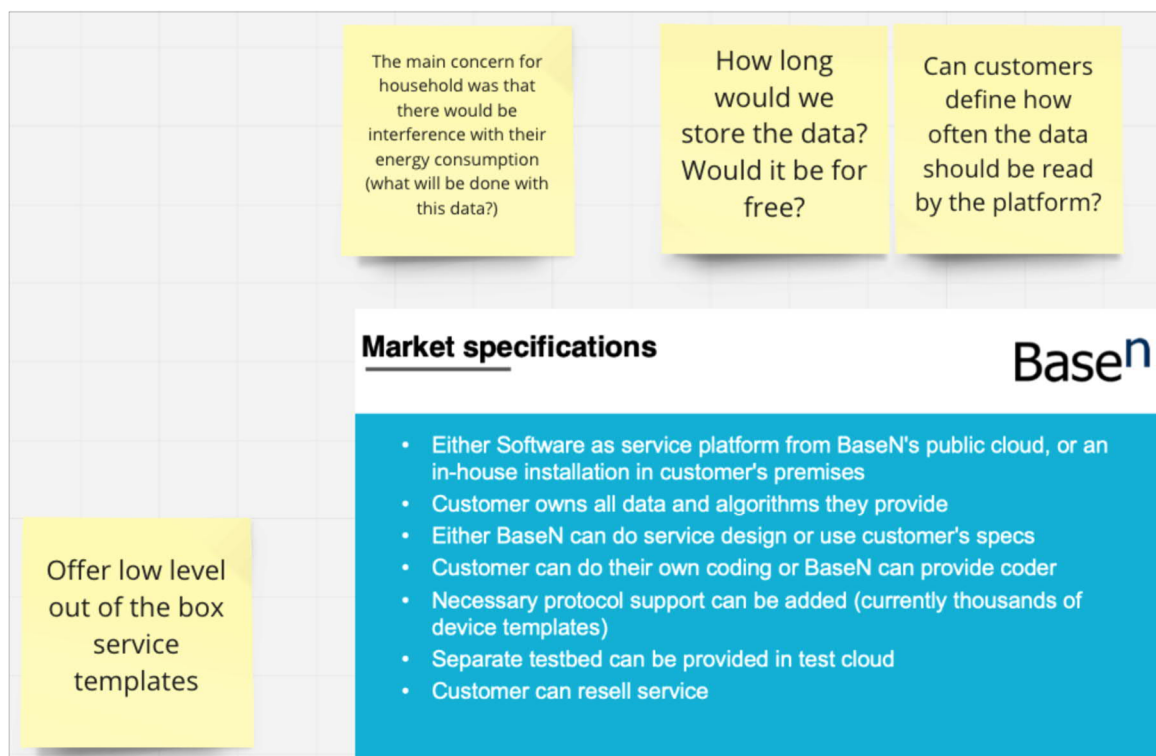 The main concern for
household was that
there would be
interference with their
energy consumption
(what will be done with
this data?)
How long
would we
store the data?
Would it be for
free?
Can customers
define how
often the data
should be read
by the platform?
Market specifications
Baseⁿ
• Either Software as service platform from BaseN's public cloud, or an
in-house installation in customer's premises
• Customer owns all data and algorithms they provide
• Either BaseN can do service design or use customer's specs
• Customer can do their own coding or BaseN can provide coder
• Necessary protocol support can be added (currently thousands of
device templates)
• Separate testbed can be provided in test cloud
• Customer can resell service
Offer low level
out of the box
service
templates